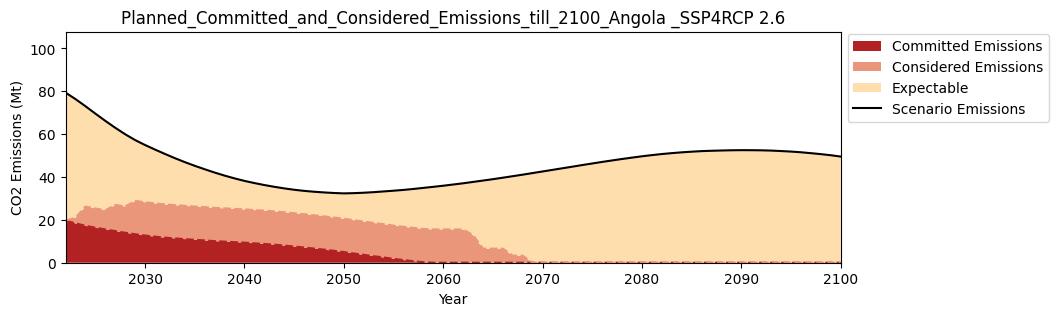 Planned_Committed_and_Considered_Emissions_till_2100_Angola _SSP4RCP 2.6
100
80
60
40
20
0
CO2 Emissions (Mt)
2030 2040 2050 2060 2070 2080 2090 2100
Year
Committed Emissions
Considered Emissions
Expectable
Scenario Emissions